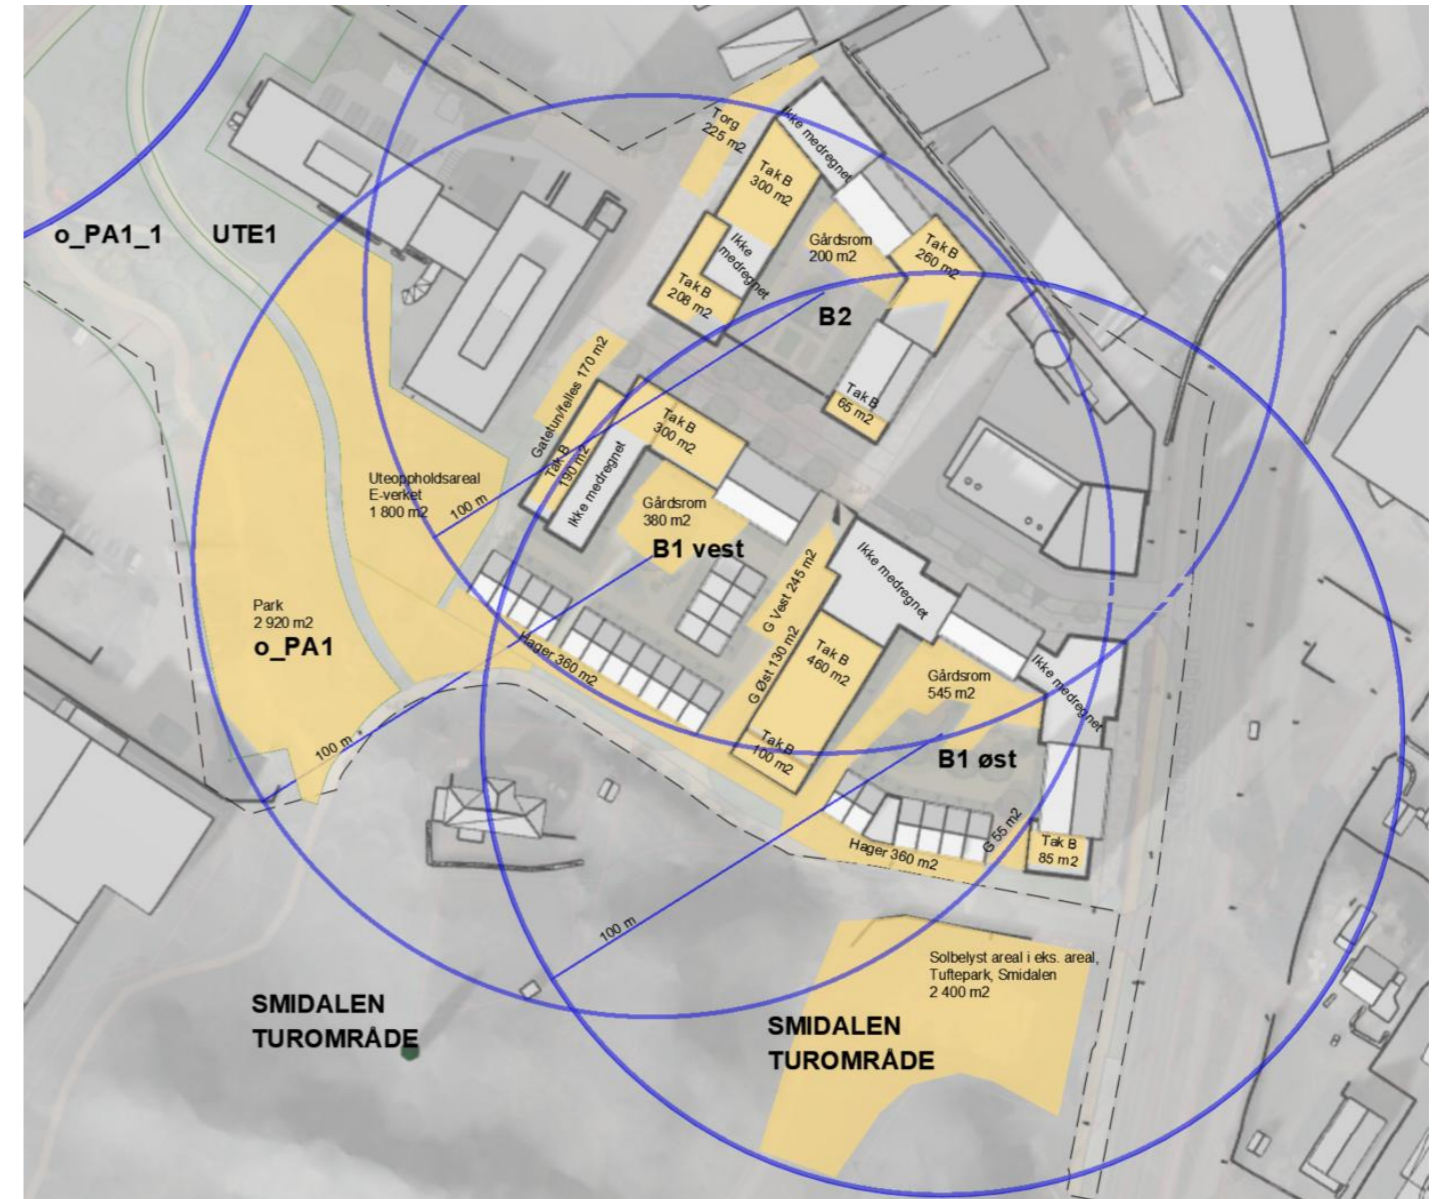 Torg
225 m2
Ikke medregnet
Tak B
300 m2
o_PA1_1
UTE1
Ikke
medregnet
Gårdsrom
200 m2
Tak B
260 m2
Tak B
208 m2
B2
Gatetun/felles 170 m2
Tak B
65 m2
Tak B
300 m2
Tak B
190 m2
Ikke medregnet
Uteoppholdsareal
E-verket
1 800 m2
100 m
Gårdsrom
380 m2
B1 vest
G Vest 245 m2
Ikke medregnet
Park
2 920 m2
o_PA1
Hager 360 m2
G Øst 130 m2
Tak B
460 m2
Gårdsrom
545 m2
Ikke medregnet
100 m
Tak B
100 m2
B1 øst
Hager 360 m2
G 55 m2
Tak B
85 m2
100 m
Solbelyst areal i eks. areal,
Tuftepark, Smidalen
2 400 m2
SMIDALEN
TUROMRÅDE
SMIDALEN
TUROMRÅDE